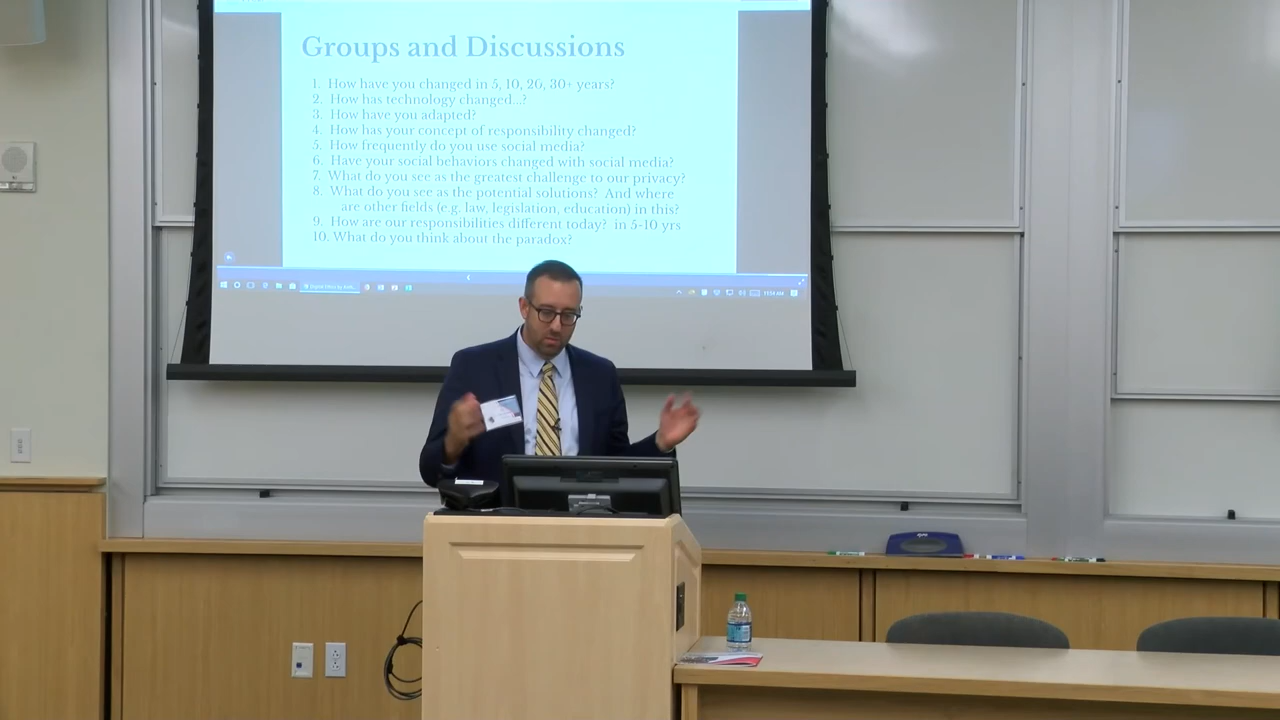 Groups and Discussions
1. How have you changed in 5, 10, 20, 30+ years?
2. How has technology changed...?
3. How have you adapted?
4. How has your concept of responsibility changed?
5. How frequently do you use social media?
6. Have your social behaviors changed with social media?
7. What do you see as the greatest challenge to our privacy?
8. What do you see as the potential solutions? And where
are other fields (e.g. law, legislation, education) in this?
9. How are our responsibilities different today? in 5-10 yrs
10. What do you think about the paradox?
11:54 AM